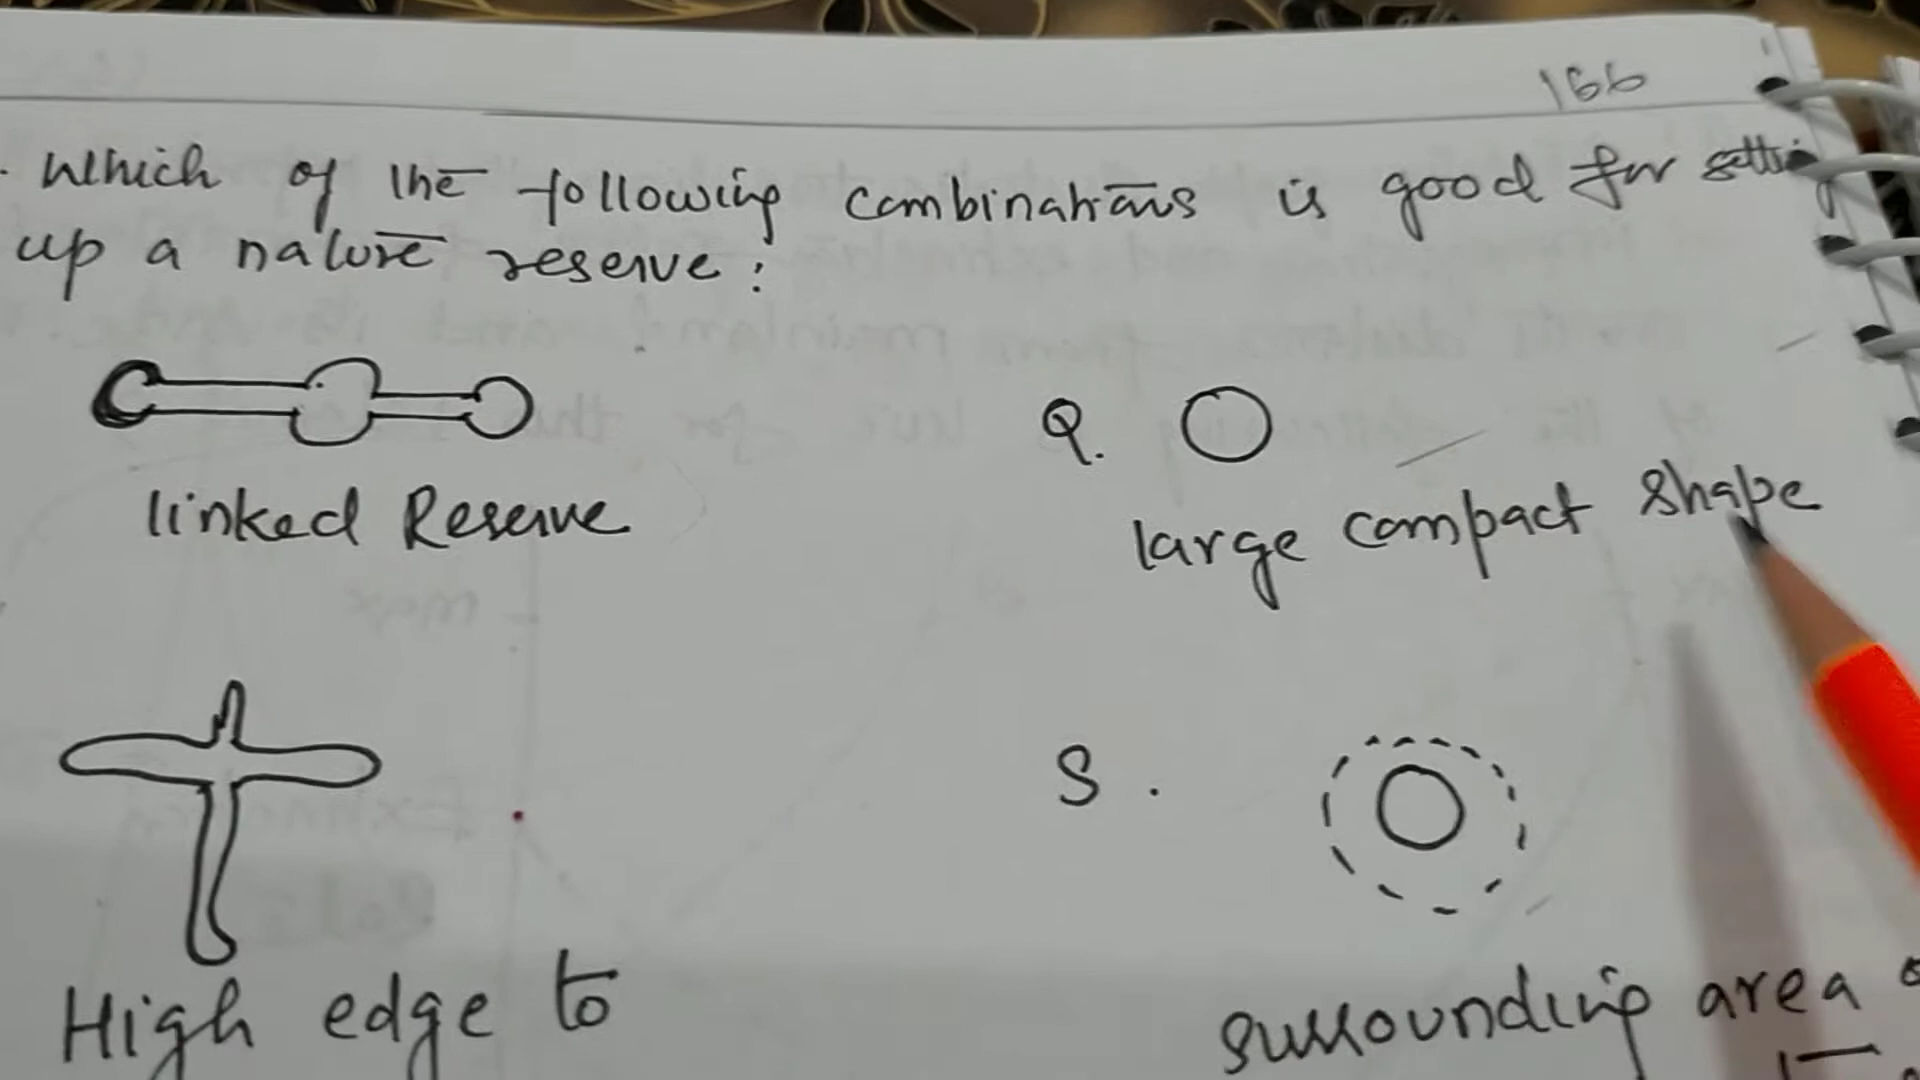 166
Which of the following combinations is good for setting
up a nature reserve:
Q.
linked Reserve
large compact shape
S.
High edge to
surrounding area